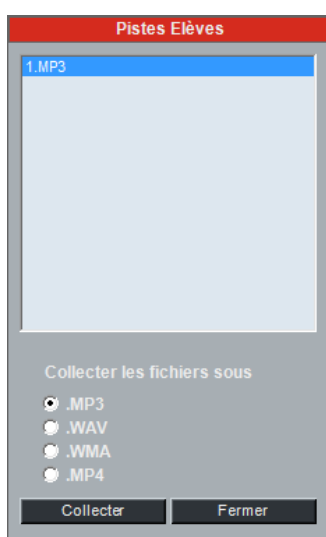 Pistes Elèves
1.MP3
Collecter les fichiers sous
.MP3
.WAV
.WMA
.MP4
Collecter Fermer